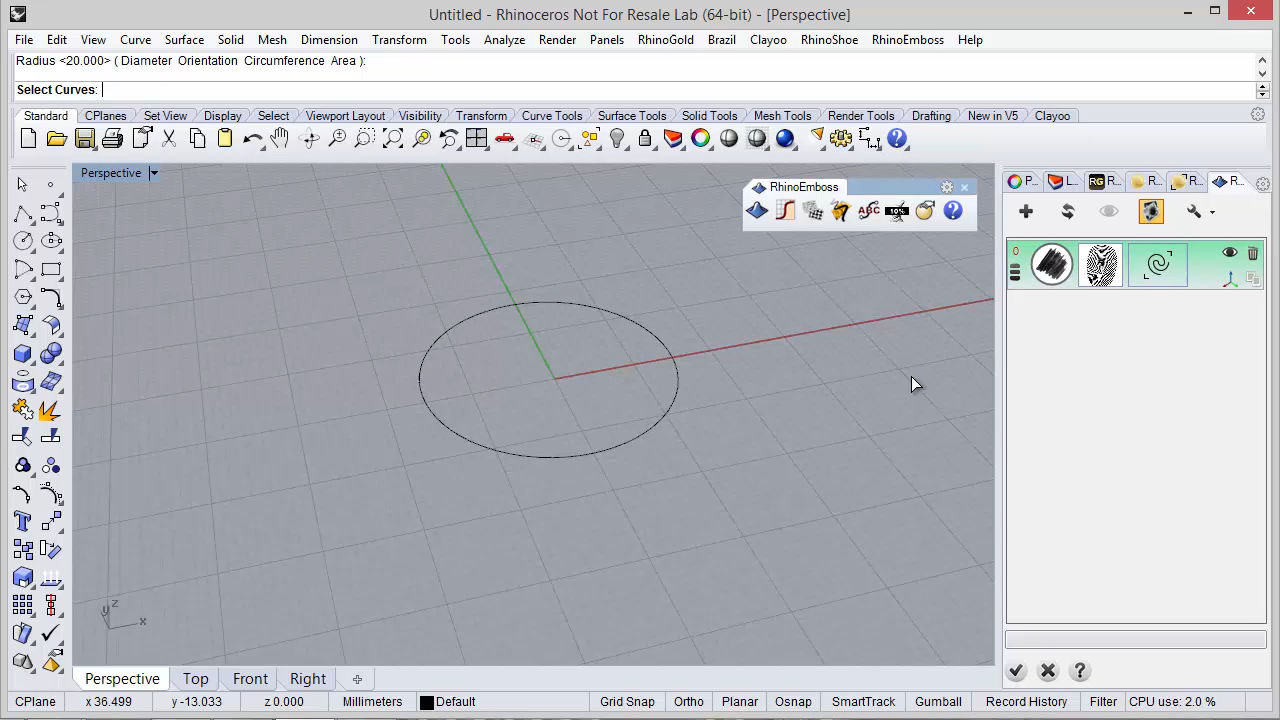 Untitled - Rhinoceros Not For Resale Lab (64-bit) - [Perspective]
File Edit View Curve Surface Solid Mesh Dimension Transform Tools Analyze Render Panels RhinoGold Brazil Clayoo RhinoShoe RhinoEmboss Help
Radius <20.000> ( Diameter Orientation Circumference Area ):
Select Curves:
Standard CPlanes Set View Display Select Viewport Layout Visibility Transform Curve Tools Surface Tools Solid Tools Mesh Tools Render Tools Drafting New in V5 Clayoo
Perspective
RhinoEmboss
P... L... RG R... R... R... R...
ABC 10%
0
z
y
x
Perspective Top Front Right
CPlane x 36.499 y -13.033 z 0.000 Millimeters Default Grid Snap Ortho Planar Osnap SmartTrack Gumball Record History Filter CPU use: 2.0 %